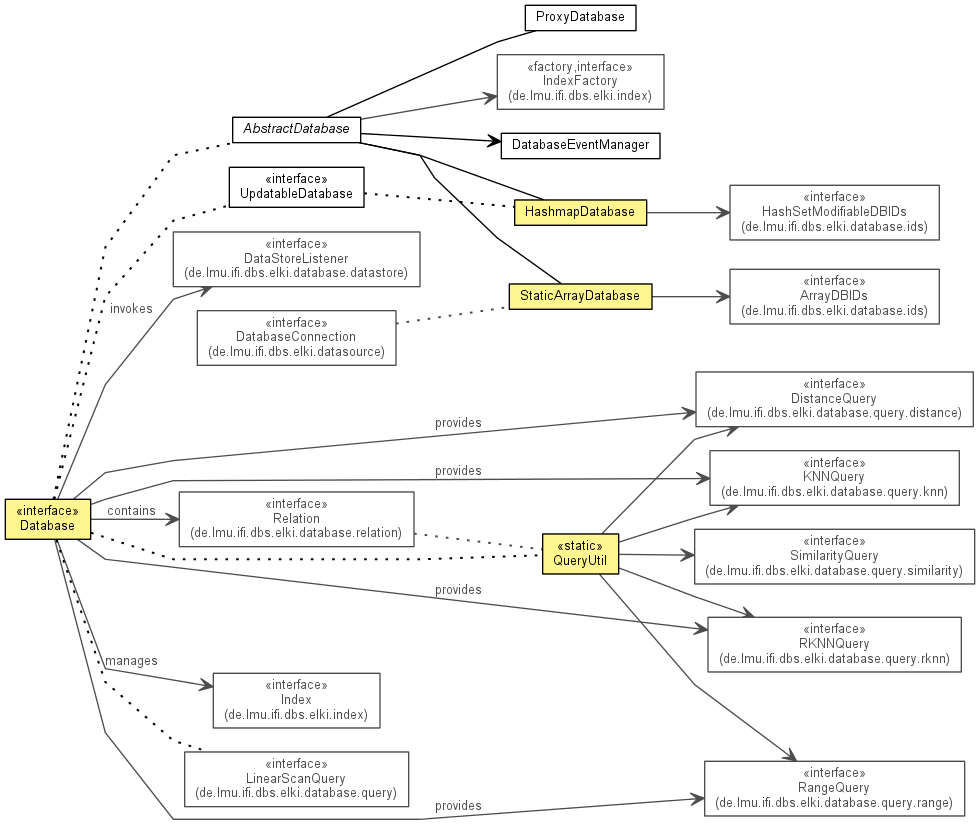 ProxyDatabase
«factory,interface»
IndexFactory
(de.lmu.ifi.dbs.elki.index)
AbstractDatabase
DatabaseEventManager
«interface»
UpdatableDatabase
HashmapDatabase
«interface»
HashSetModifiableDBIDs
(de.lmu.ifi.dbs.elki.database.ids)
«interface»
DataStoreListener
(de.lmu.ifi.dbs.elki.database.datastore)
invokes
StaticArrayDatabase
«interface»
ArrayDBIDs
(de.lmu.ifi.dbs.elki.database.ids)
«interface»
DatabaseConnection
(de.lmu.ifi.dbs.elki.datasource)
«interface»
DistanceQuery
(de.lmu.ifi.dbs.elki.database.query.distance)
provides
«interface»
KNNQuery
(de.lmu.ifi.dbs.elki.database.query.knn)
provides
«interface»
Database
contains
«interface»
Relation
(de.lmu.ifi.dbs.elki.database.relation)
«static»
QueryUtil
«interface»
SimilarityQuery
(de.lmu.ifi.dbs.elki.database.query.similarity)
provides
«interface»
RKNNQuery
(de.lmu.ifi.dbs.elki.database.query.rknn)
manages
«interface»
Index
(de.lmu.ifi.dbs.elki.index)
«interface»
LinearScanQuery
(de.lmu.ifi.dbs.elki.database.query)
provides
«interface»
RangeQuery
(de.lmu.ifi.dbs.elki.database.query.range)